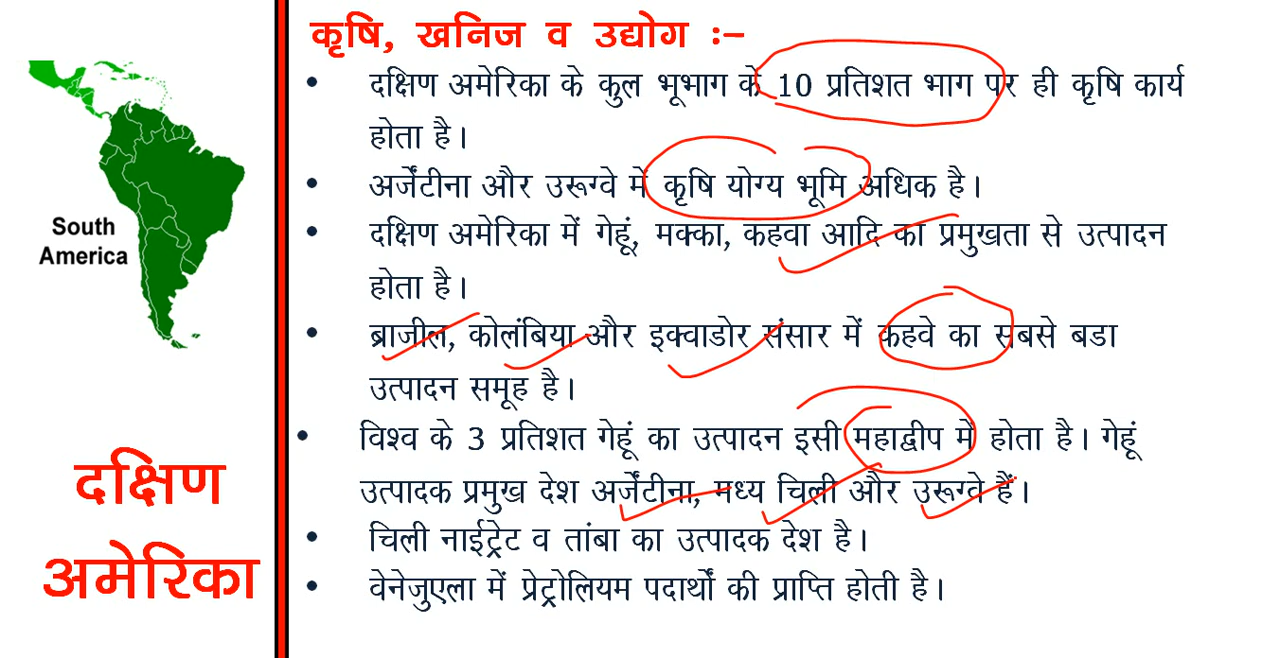 कृषि, खनिज व उद्योग :–
• दक्षिण अमेरिका के कुल भूभाग के 10 प्रतिशत भाग पर ही कृषि कार्य
होता है।
• अर्जेंटीना और उरूग्वे में कृषि योग्य भूमि अधिक है।
• दक्षिण अमेरिका में गेहूं, मक्का, कहवा आदि का प्रमुखता से उत्पादन
होता है।
• ब्राजील, कोलंबिया और इक्वाडोर संसार में कहवे का सबसे बडा
उत्पादन समूह है।
• विश्व के 3 प्रतिशत गेहूं का उत्पादन इसी महाद्वीप में होता है। गेहूं
उत्पादक प्रमुख देश अर्जेंटीना, मध्य चिली और उरूग्वे हैं।
• चिली नाईट्रेट व तांबा का उत्पादक देश है।
• वेनेजुएला में प्रेट्रोलियम पदार्थों की प्राप्ति होती है।
South
America
दक्षिण
अमेरिका